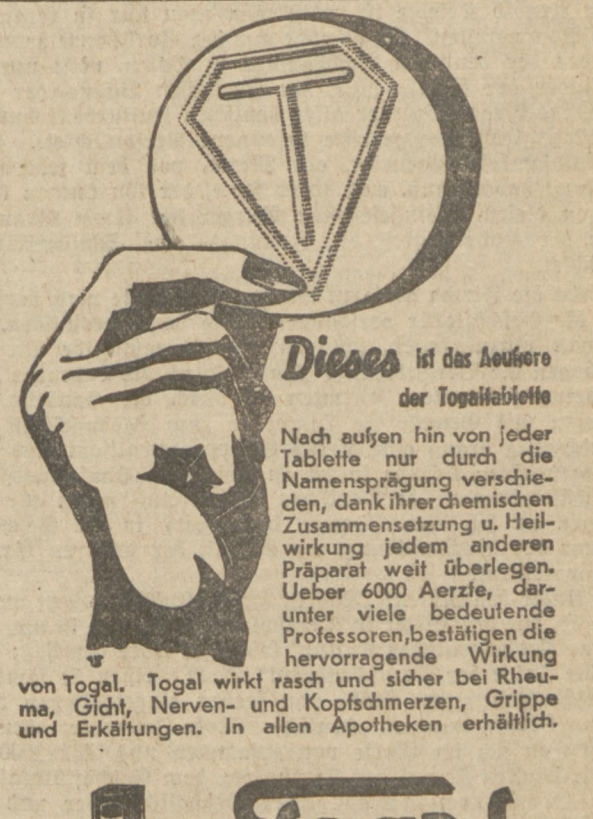 T
Dieses ist das Aeußere
der Togaltablette
Nach außen hin von jeder
Tablette nur durch die
Namensprägung verschie-
den, dank ihrer chemischen
Zusammensetzung u. Heil-
wirkung jedem anderen
Präparat weit überlegen.
Ueber 6000 Aerzte, dar-
unter viele bedeutende
Professoren, bestätigen die
hervorragende Wirkung
von Togal. Togal wirkt rasch und sicher bei Rheu-
ma, Gicht, Nerven- und Kopfschmerzen, Grippe
und Erkältungen. In allen Apotheken erhältlich.